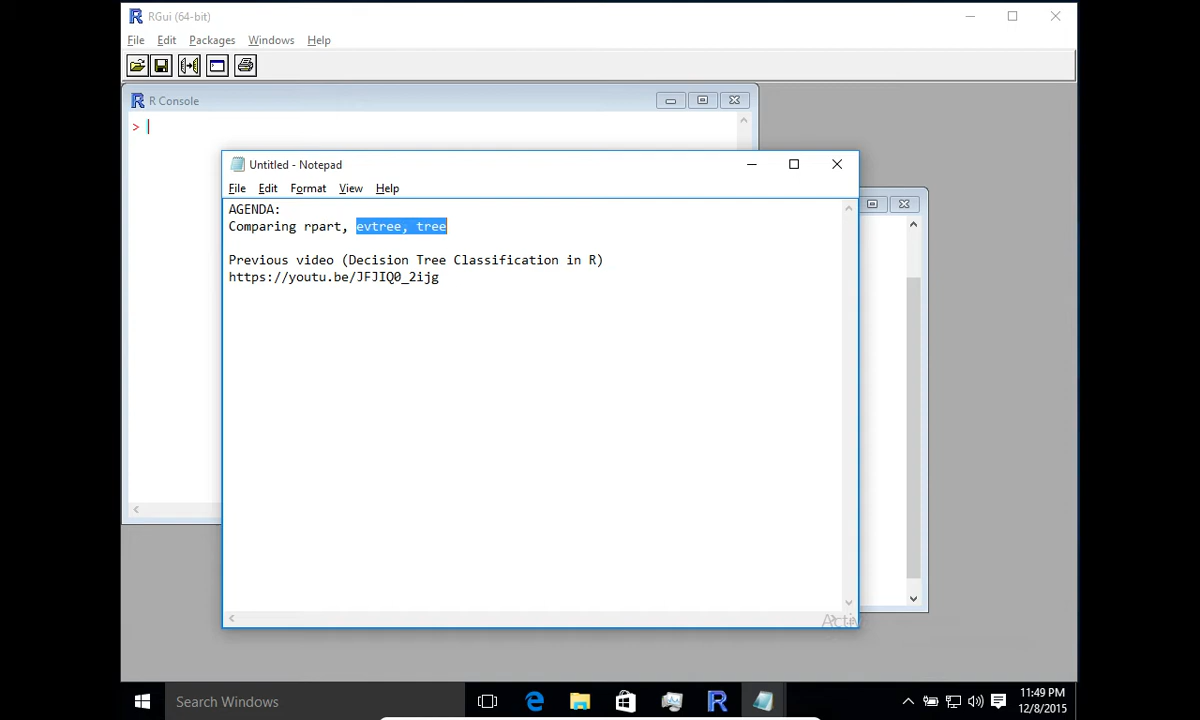 RGui (64-bit)
File Edit Packages Windows Help
R Console
>
Untitled - Notepad
File Edit Format View Help
AGENDA:
Comparing rpart, evtree, tree
Previous video (Decision Tree Classification in R)
https://youtu.be/JFJIQ0_2ijg
Search Windows
11:49 PM
12/8/2015